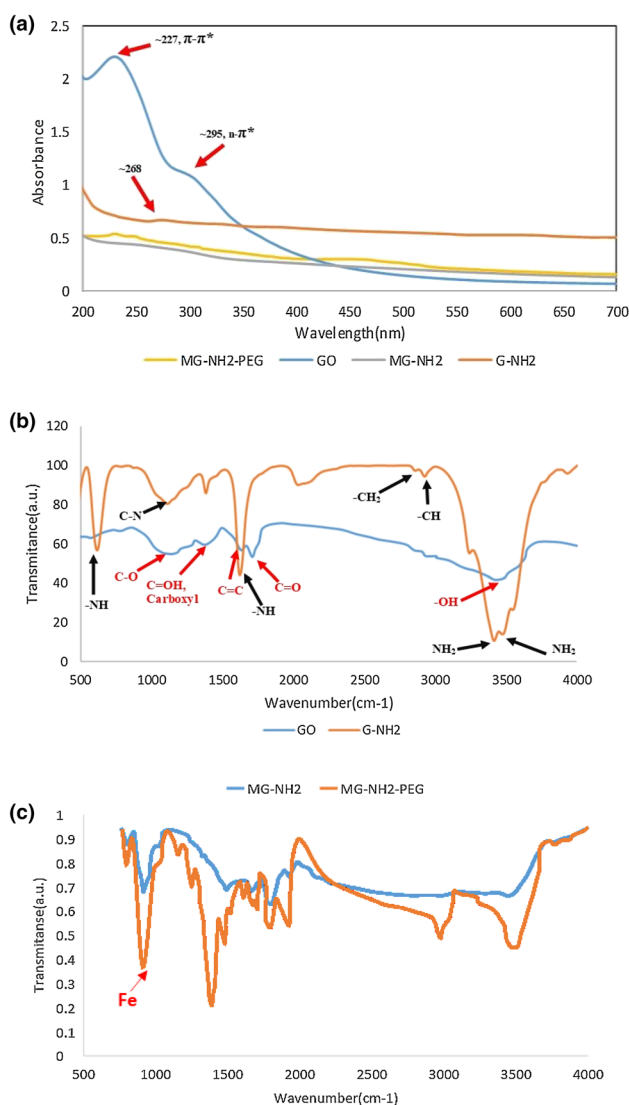 (a)
2.5
2
1.5
1
0.5
0
Absorbance
~227, π-π*
~295, n-π*
~268
200 250 300 350 400 450 500 550 600 650 700
Wavelength(nm)
MG-NH2-PEG GO MG-NH2 G-NH2
(b)
120
100
80
60
40
20
0
Transmitance(a.u.)
C-N
-CH₂
-CH
C-O
C=OH,
Carboxyl
C=C
C=O
-OH
-NH
-NH
NH₂
NH₂
500 1000 1500 2000 2500 3000 3500 4000
Wavenumber(cm-1)
GO G-NH2
MG-NH2 MG-NH2-PEG
(c)
1
0.9
0.8
0.7
0.6
0.5
0.4
0.3
0.2
0.1
0
Transmitanse(a.u.)
Fe
500 1000 1500 2000 2500 3000 3500 4000
Wavenumber(cm-1)